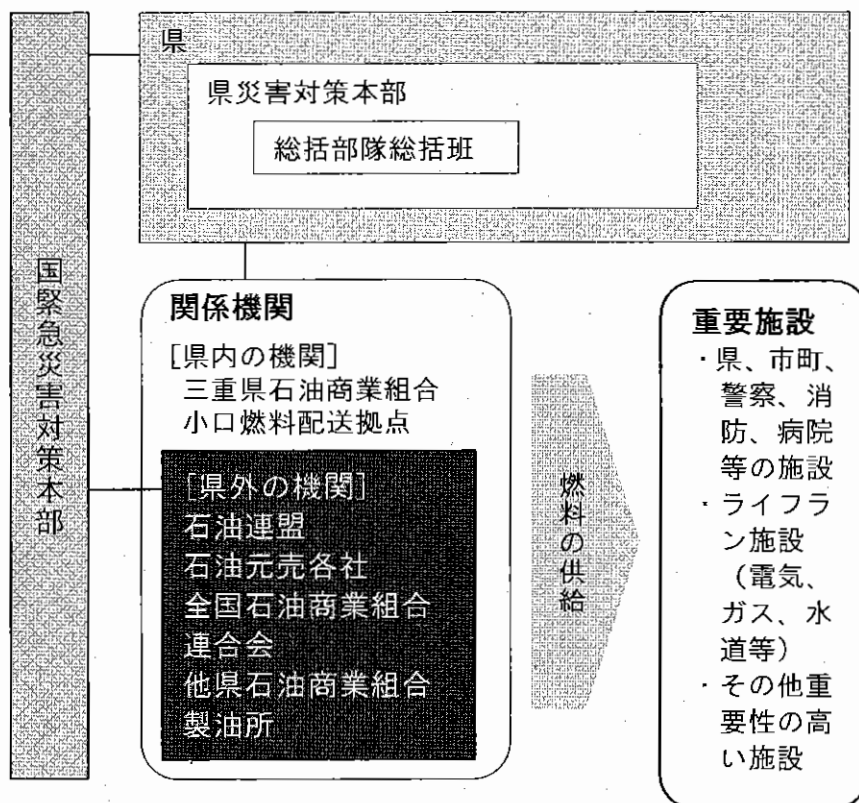 国緊急災害対策本部
県
県災害対策本部
総括部隊総括班
関係機関
[県内の機関]
三重県石油商業組合
小口燃料配送拠点
[県外の機関]
石油連盟
石油元売各社
全国石油商業組合
連合会
他県石油商業組合
製油所
燃料の供給
重要施設
・県、市町、
警察、消
防、病院
等の施設
・ライフラ
ン施設
（電気、
ガス、水
道等）
・その他重
要性の高
い施設